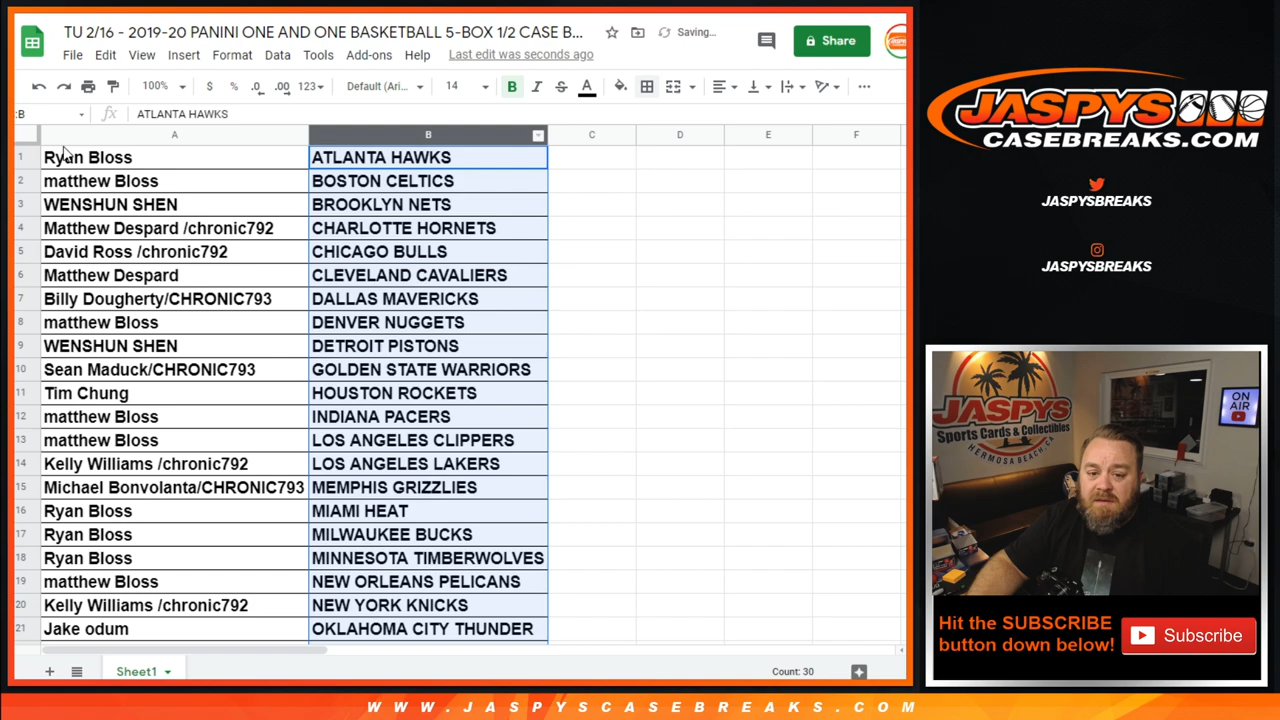 TU 2/16 - 2019-20 PANINI ONE AND ONE BASKETBALL 5-BOX 1/2 CASE B...
Saving...
Share
File Edit View Insert Format Data Tools Add-ons Help Last edit was seconds ago
100% $ % .0 .00 123 Default (Ari... 14 B I S A
:B fx ATLANTA HAWKS
A B C D E F
1 Ryan Bloss ATLANTA HAWKS
2 matthew Bloss BOSTON CELTICS
3 WENSHUN SHEN BROOKLYN NETS
4 Matthew Despard /chronic792 CHARLOTTE HORNETS
5 David Ross /chronic792 CHICAGO BULLS
6 Matthew Despard CLEVELAND CAVALIERS
7 Billy Dougherty/CHRONIC793 DALLAS MAVERICKS
8 matthew Bloss DENVER NUGGETS
9 WENSHUN SHEN DETROIT PISTONS
10 Sean Maduck/CHRONIC793 GOLDEN STATE WARRIORS
11 Tim Chung HOUSTON ROCKETS
12 matthew Bloss INDIANA PACERS
13 matthew Bloss LOS ANGELES CLIPPERS
14 Kelly Williams /chronic792 LOS ANGELES LAKERS
15 Michael Bonvolanta/CHRONIC793 MEMPHIS GRIZZLIES
16 Ryan Bloss MIAMI HEAT
17 Ryan Bloss MILWAUKEE BUCKS
18 Ryan Bloss MINNESOTA TIMBERWOLVES
19 matthew Bloss NEW ORLEANS PELICANS
20 Kelly Williams /chronic792 NEW YORK KNICKS
21 Jake odum OKLAHOMA CITY THUNDER
Sheet1
Count: 30
JASPYS
CASEBREAKS.COM
JASPYSBREAKS
JASPYSBREAKS
JASPYS
Sports Cards & Collectibles
HERMOSA BEACH, CA
ON
AIR
Hit the SUBSCRIBE
button down below!
Subscribe
WWW.JASPYSCASEBREAKS.COM